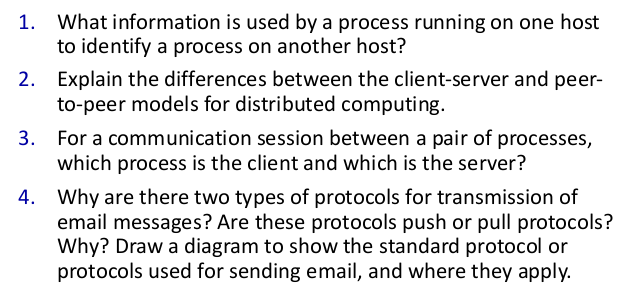 1. What information is used by a process running on one host
to identify a process on another host?
2. Explain the differences between the client-server and peer-
to-peer models for distributed computing.
3. For a communication session between a pair of processes,
which process is the client and which is the server?
4. Why are there two types of protocols for transmission of
email messages? Are these protocols push or pull protocols?
Why? Draw a diagram to show the standard protocol or
protocols used for sending email, and where they apply.